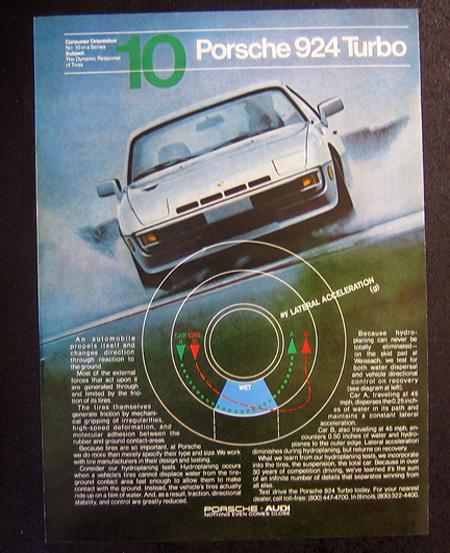 Consumer Orientation
No. 10 in a Series
Subject:
The Dynamic Response
of Tires
10
Porsche 924 Turbo
ay LATERAL ACCELERATION
(g)
CAR
CAR
A
B
WET
An automobile
propels itself and
changes direction
through reaction to
the ground.
Most of the external
forces that act upon it
are generated through
and limited by the fric-
tion of its tires.
The tires themselves
generate friction by mechani-
cal gripping of irregularities,
high-speed deformation, and
molecular adhesion between the
rubber and ground contact-areas.
Because tires are so important, at Porsche
we do more than merely specify their type and size. We work
with tire manufacturers in their design and testing.
Consider our hydroplaning tests. Hydroplaning occurs
when a vehicle's tires cannot displace water from the tire-
ground contact area fast enough to allow them to make
contact with the ground. Instead, the vehicle's tires actually
ride up on a film of water. And, as a result, traction, directional
stability, and control are greatly reduced.
Because hydro-
planing can never be
totally eliminated–
on the skid pad at
Weissach, we test for
both water dispersal
and vehicle directional
control on recovery
(see diagram at left).
Car A, traveling at 45
mph, disperses the 0.25 inch-
es of water in its path and
maintains a constant lateral
acceleration.
Car B, also traveling at 45 mph, en-
counters 0.50 inches of water and hydro-
planes to the outer edge. Lateral acceleration
diminishes during hydroplaning, but returns on recovery.
What we learn from our hydroplaning tests, we incorporate
into the tires, the suspension, the total car. Because in over
30 years of competition driving, we've learned it's the sum
of an infinite number of details that separates winning from
all else.
Test drive the Porsche 924 Turbo today. For your nearest
dealer, call toll-free: (800) 447-4700. In Illinois, (800) 322-4400.
PORSCHE+AUDI
NOTHING EVEN COMES CLOSE